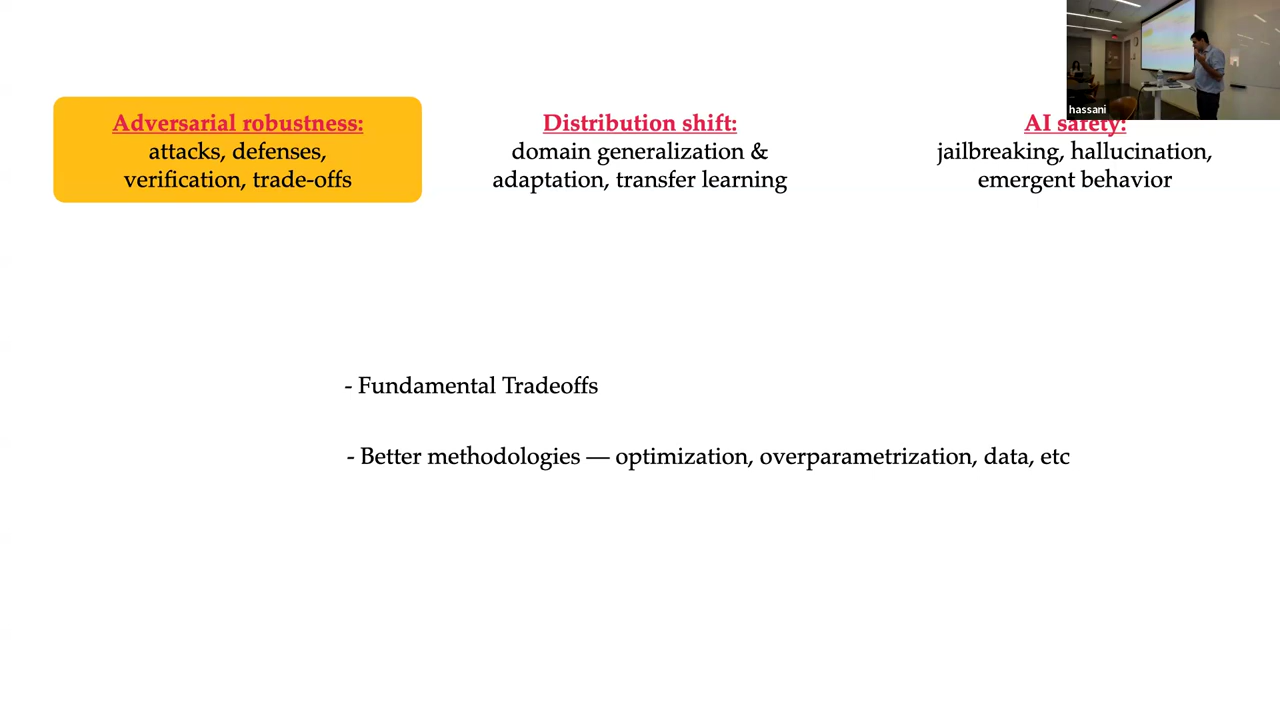 hassani
Adversarial robustness:
attacks, defenses,
verification, trade-offs
Distribution shift:
domain generalization &
adaptation, transfer learning
AI safety:
jailbreaking, hallucination,
emergent behavior
- Fundamental Tradeoffs
- Better methodologies — optimization, overparametrization, data, etc